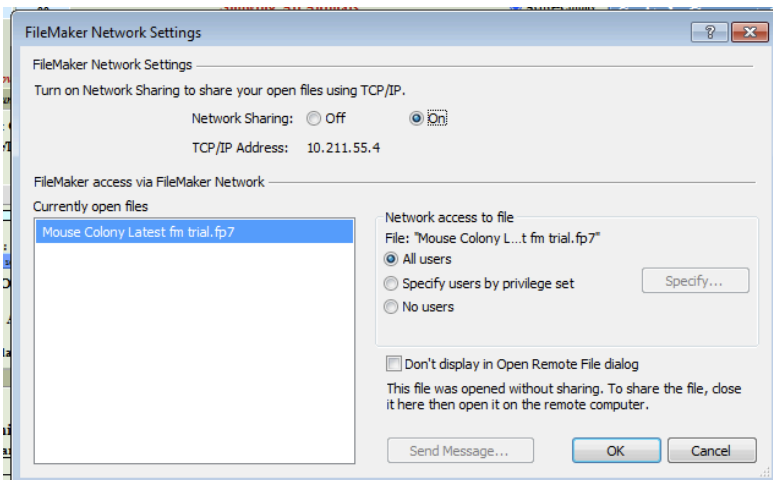 FileMaker Network Settings
FileMaker Network Settings
Turn on Network Sharing to share your open files using TCP/IP.
Network Sharing: Off On
TCP/IP Address: 10.211.55.4
FileMaker access via FileMaker Network
Currently open files
Mouse Colony Latest fm trial.fp7
Network access to file
File: "Mouse Colony L...t fm trial.fp7"
All users
Specify users by privilege set
Specify...
No users
Don't display in Open Remote File dialog
This file was opened without sharing. To share the file, close
it here then open it on the remote computer.
Send Message...
OK
Cancel